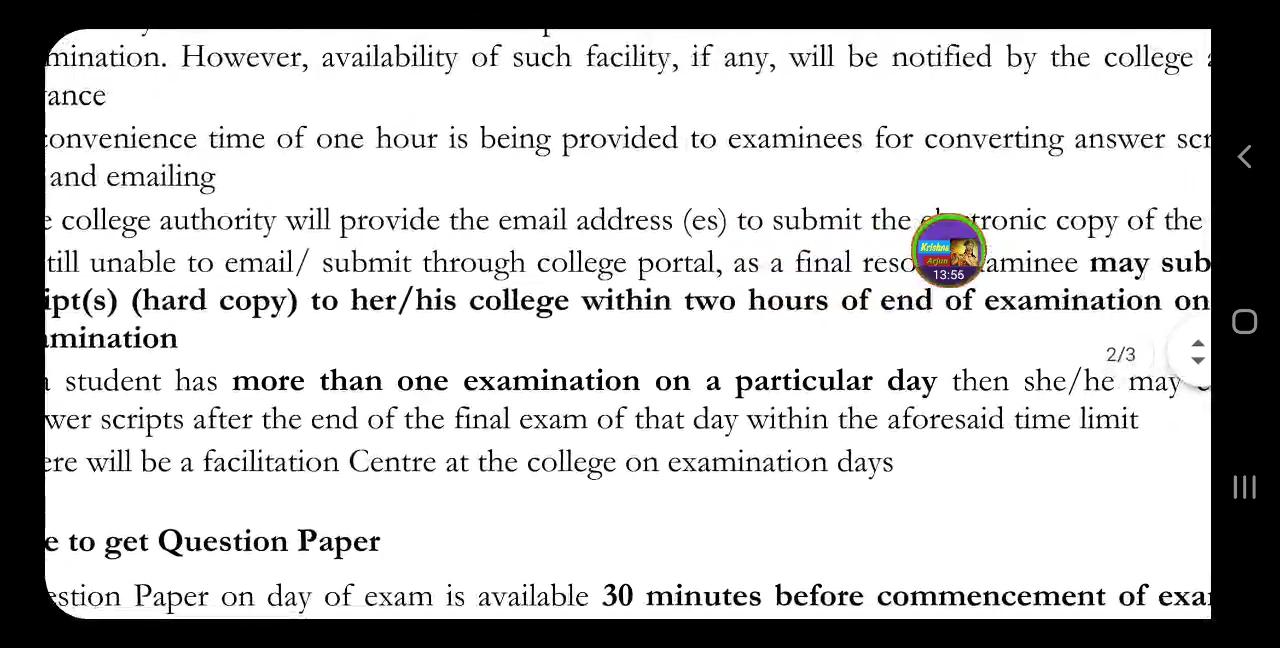 mination. However, availability of such facility, if any, will be notified by the college
ance
onvenience time of one hour is being provided to examinees for converting answer scr
and emailing
e college authority will provide the email address (es) to submit the tronic copy of the
till unable to email/ submit through college portal, as a final reso aminee may sub
ipt(s) (hard copy) to her/his college within two hours of end of examination on
mination
student has more than one examination on a particular day then she/he may
wer scripts after the end of the final exam of that day within the aforesaid time limit
ere will be a facilitation Centre at the college on examination days
e to get Question Paper
estion Paper on day of exam is available 30 minutes before commencement of exa
Krishna
Arjun
13:56
2/3